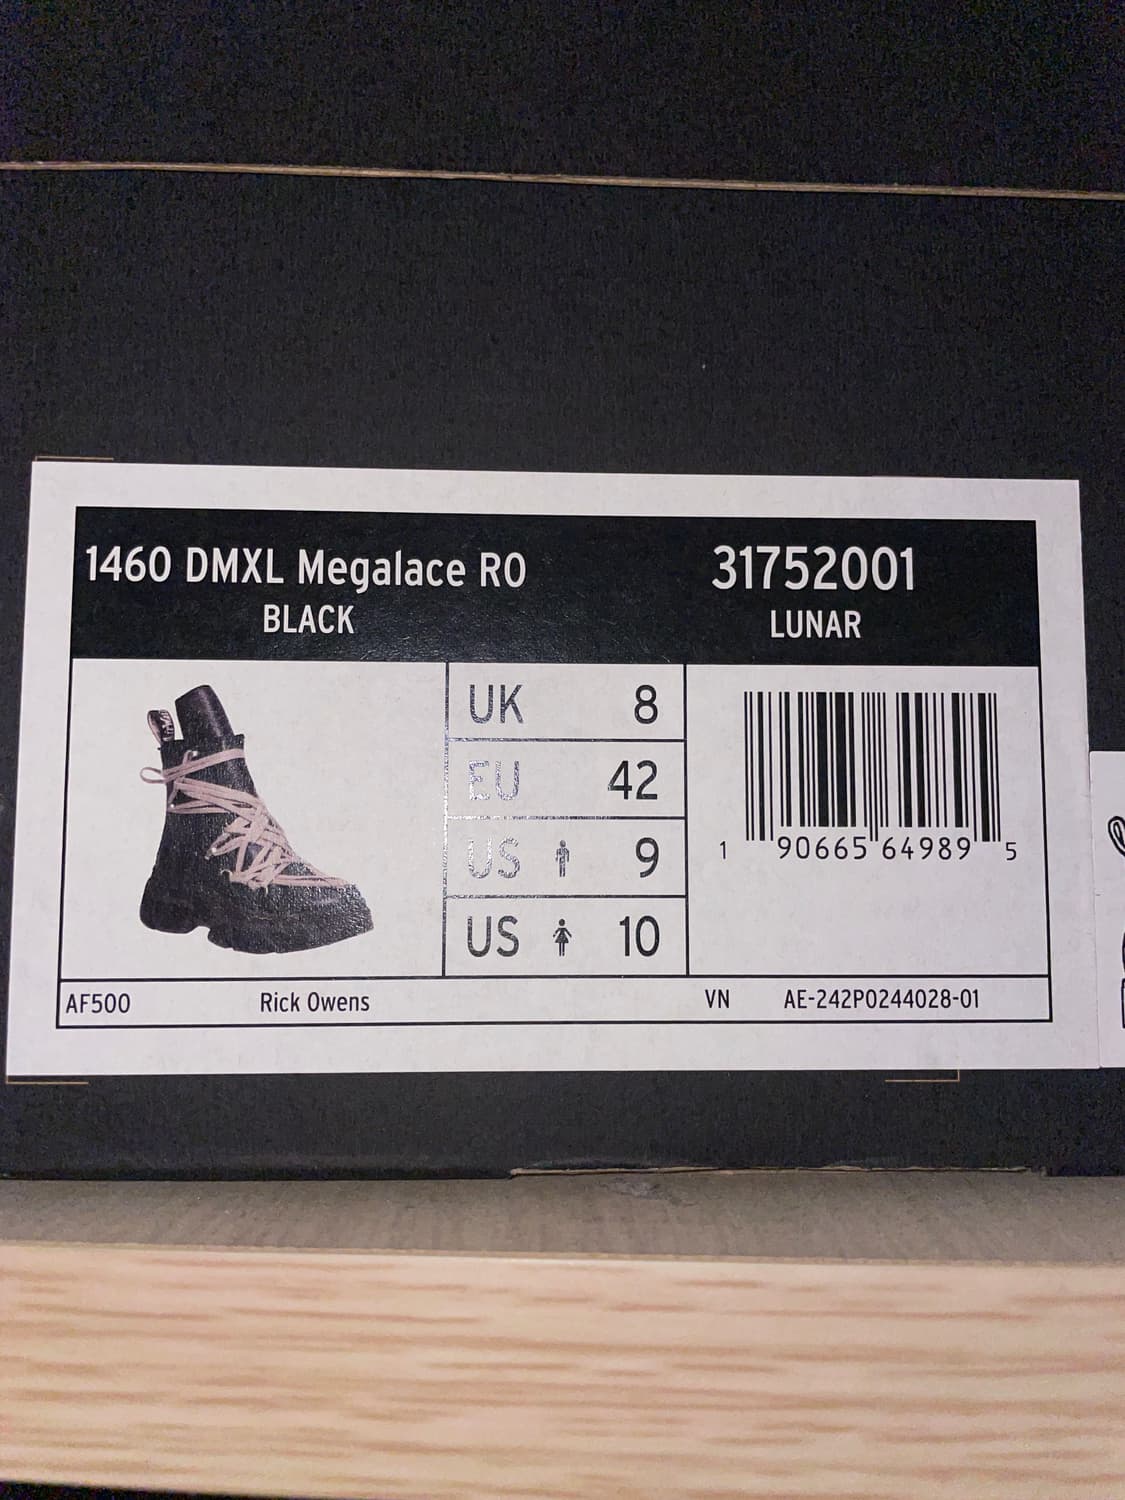 1460 DMXL Megalace RO
BLACK
31752001
LUNAR
UK 8
EU 42
US 9
US 10
1 90665 64989 5
AF500 Rick Owens VN AE-242P0244028-01